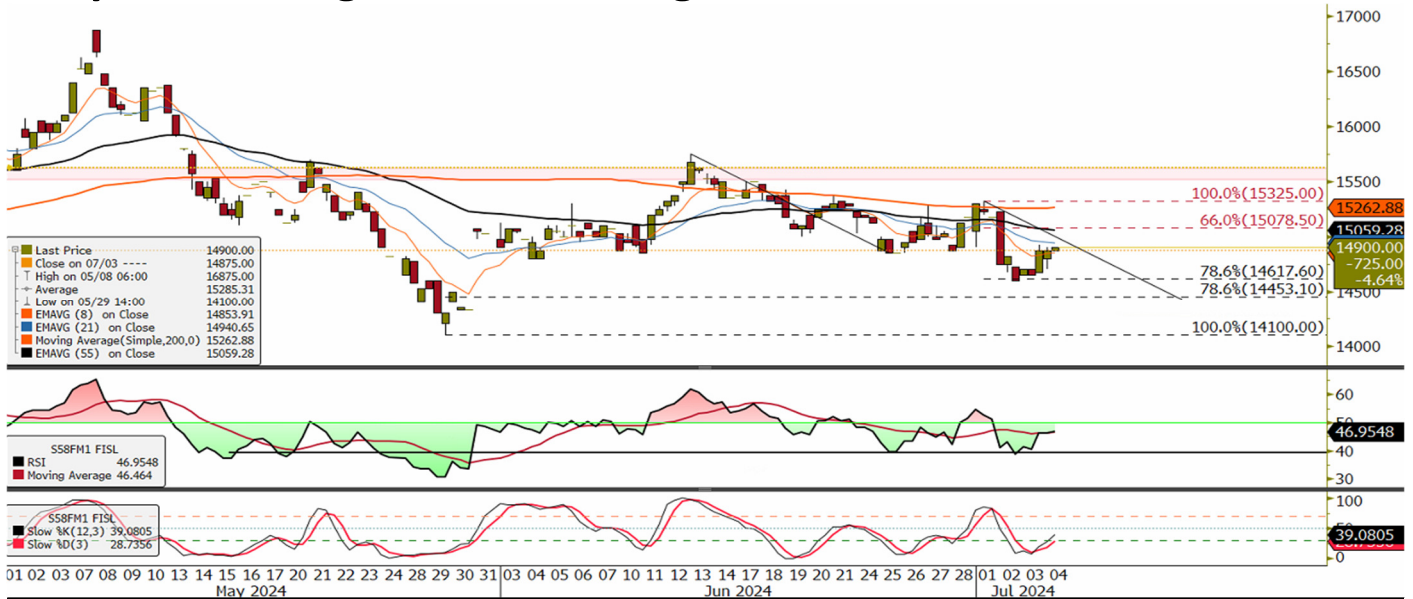 17000
16500
16000
15500
100.0%(15325.00)
15262.88
66.0%(15078.50)
15059.28
14900.00
-725.00
-4.64%
78.6%(14617.60)
78.6%(14453.10)
14500
100.0%(14100.00)
14000
Last Price 14900.00
Close on 07/03 ---- 14875.00
High on 05/08 06:00 16875.00
Average 15285.31
Low on 05/29 14:00 14100.00
EMAVG (8) on Close 14853.91
EMAVG (21) on Close 14940.65
Moving Average(Simple,200,0) 15262.88
EMAVG (55) on Close 15059.28
60
50
46.9548
40
30
S58FM1 FISL
RSI 46.9548
Moving Average 46.464
100
39.0805
0
S58FM1 FISL
Slow %K(12,3) 39.0805
Slow %D(3) 28.7356
01 02 03 07 08 09 10 13 14 15 16 17 20 21 22 23 24 28 29 30 31 03 04 05 06 07 10 11 12 13 14 17 18 19 20 21 24 25 26 27 28 01 02 03 04
May 2024 Jun 2024 Jul 2024